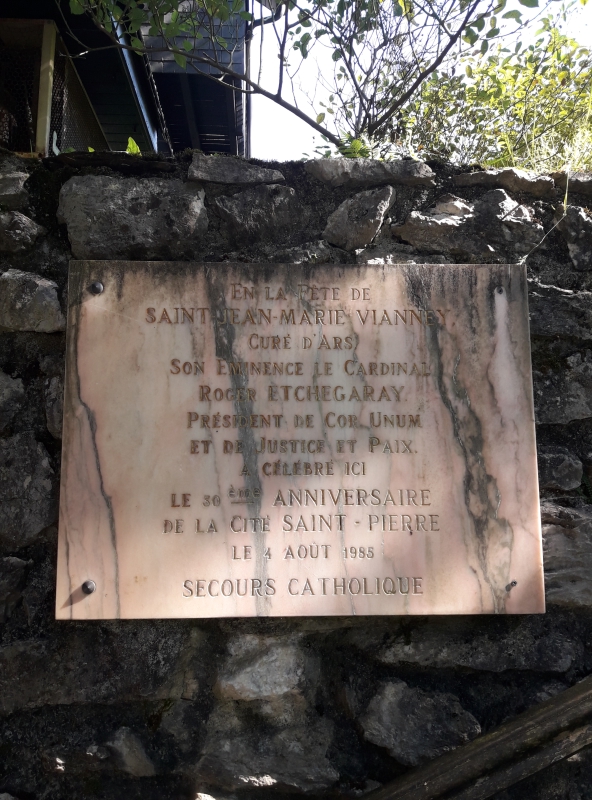 En la Fête de
SAINT JEAN-MARIE VIANNEY,
Curé d'Ars,
Son Eminence le Cardinal
Roger ETCHEGARAY,
Président de Cor Unum
et de Justice et Paix,
a célébré ici
le 30 ème ANNIVERSAIRE
de la Cité SAINT-PIERRE
le 4 Août 1985
SECOURS CATHOLIQUE